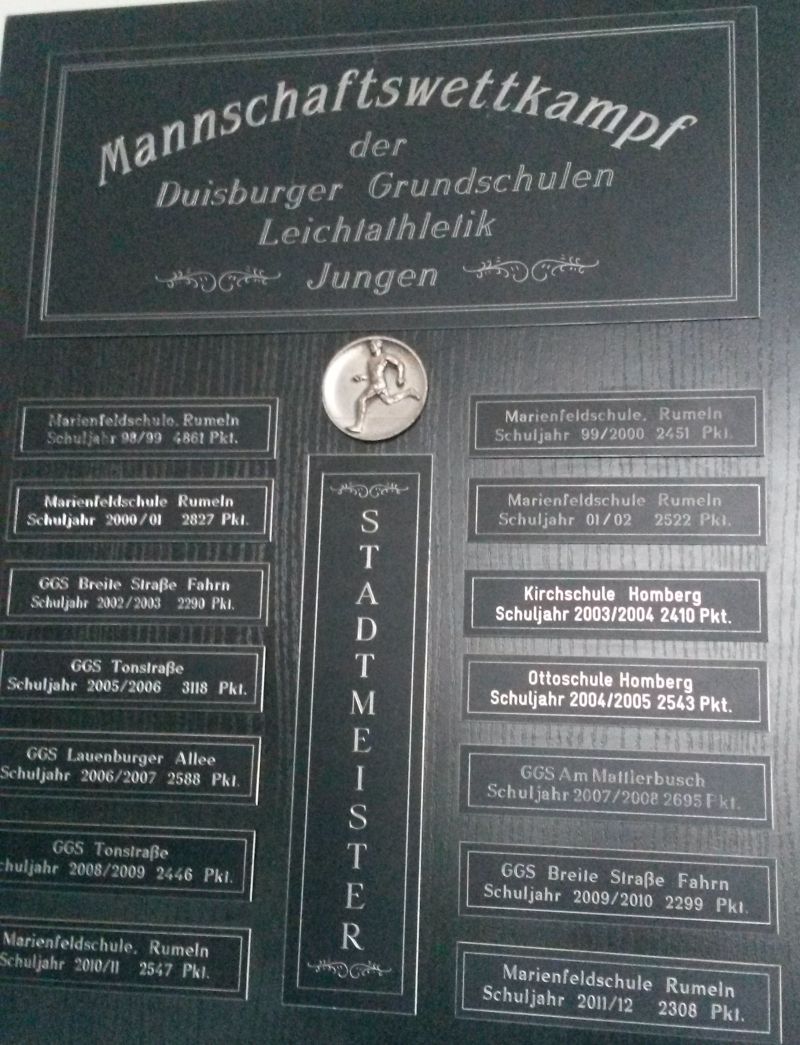 Mannschaftswettkampf
der
Duisburger Grundschulen
Leichtathletik
Jungen
Marienfeldschule, Rumeln
Schuljahr 98/99 4861 Pkt.
Marienfeldschule, Rumeln
Schuljahr 99/2000 2451 Pkt.
Marienfeldschule Rumeln
Schuljahr 2000/01 2827 Pkt.
Marienfeldschule Rumeln
Schuljahr 01/02 2522 Pkt.
GGS Breite Straße Fahrn
Schuljahr 2002/2003 2290 Pkt.
Kirchschule Homberg
Schuljahr 2003/2004 2410 Pkt.
GGS Tonstraße
Schuljahr 2005/2006 3118 Pkt.
Ottoschule Homberg
Schuljahr 2004/2005 2543 Pkt.
GGS Lauenburger Allee
Schuljahr 2006/2007 2588 Pkt.
GGS Am Mattlerbusch
Schuljahr 2007/2008 2695 Pkt.
GGS Tonstraße
chuljahr 2008/2009 2446 Pkt.
GGS Breite Straße Fahrn
Schuljahr 2009/2010 2299 Pkt.
Marienfeldschule, Rumeln
Schuljahr 2010/11 2547 Pkt.
Marienfeldschule Rumeln
Schuljahr 2011/12 2308 Pkt.
STADTMEISTER